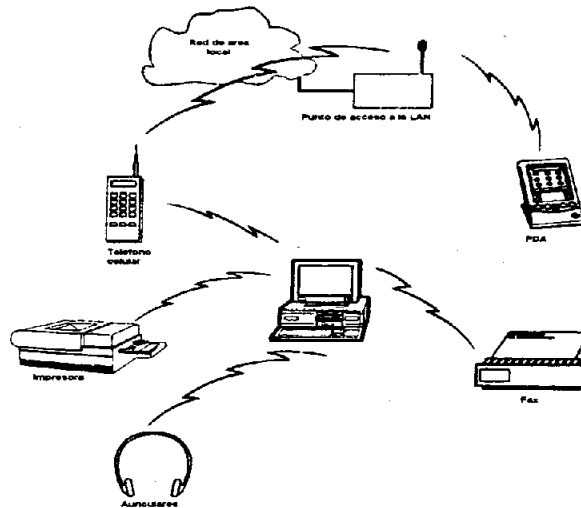 Red de area
local
Punto de acceso a la LAN
Telefono
celular
PDA
Impresora
Fax
Auriculares